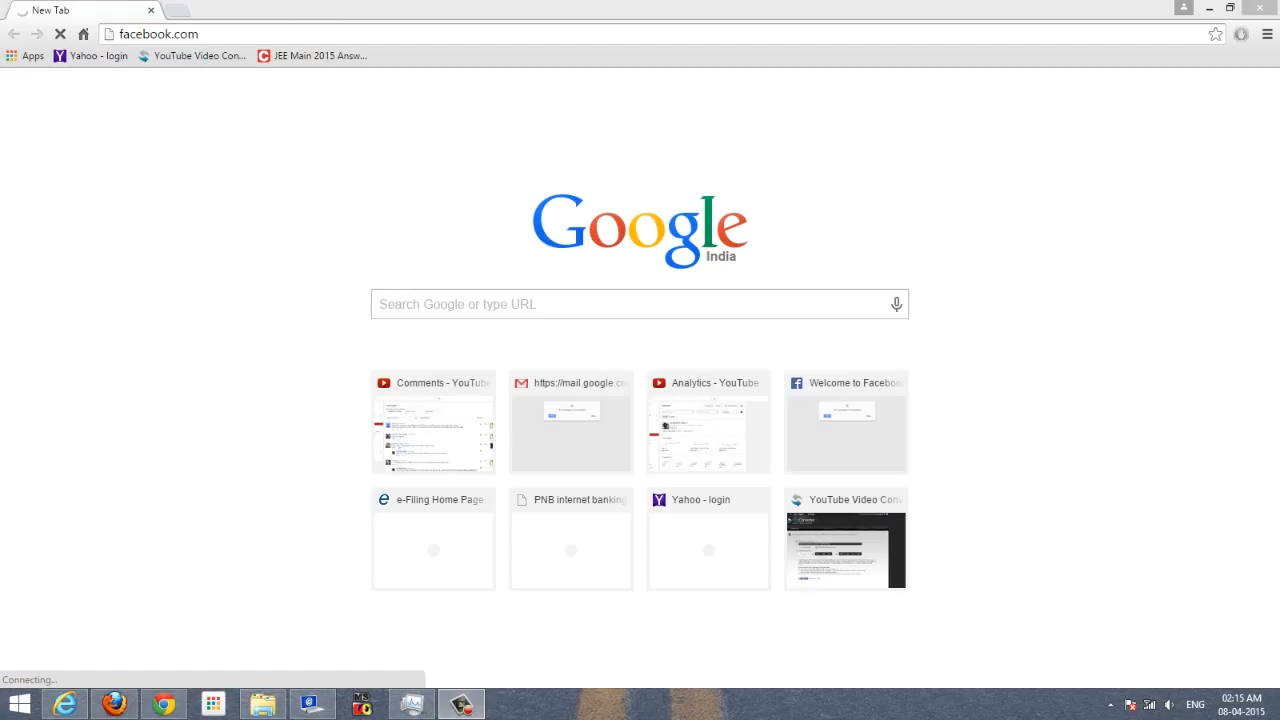 New Tab
facebook.com
Apps
Yahoo - login
YouTube Video Con...
JEE Main 2015 Answ...
Google
India
Search Google or type URL
Comments - YouTube
https://mail.google.co
Analytics - YouTube
Welcome to Facebo
e-Filing Home Page,
PNB internet banking
Yahoo - login
YouTube Video Con
Connecting...
MS
ENG
02:15 AM
08-04-2015